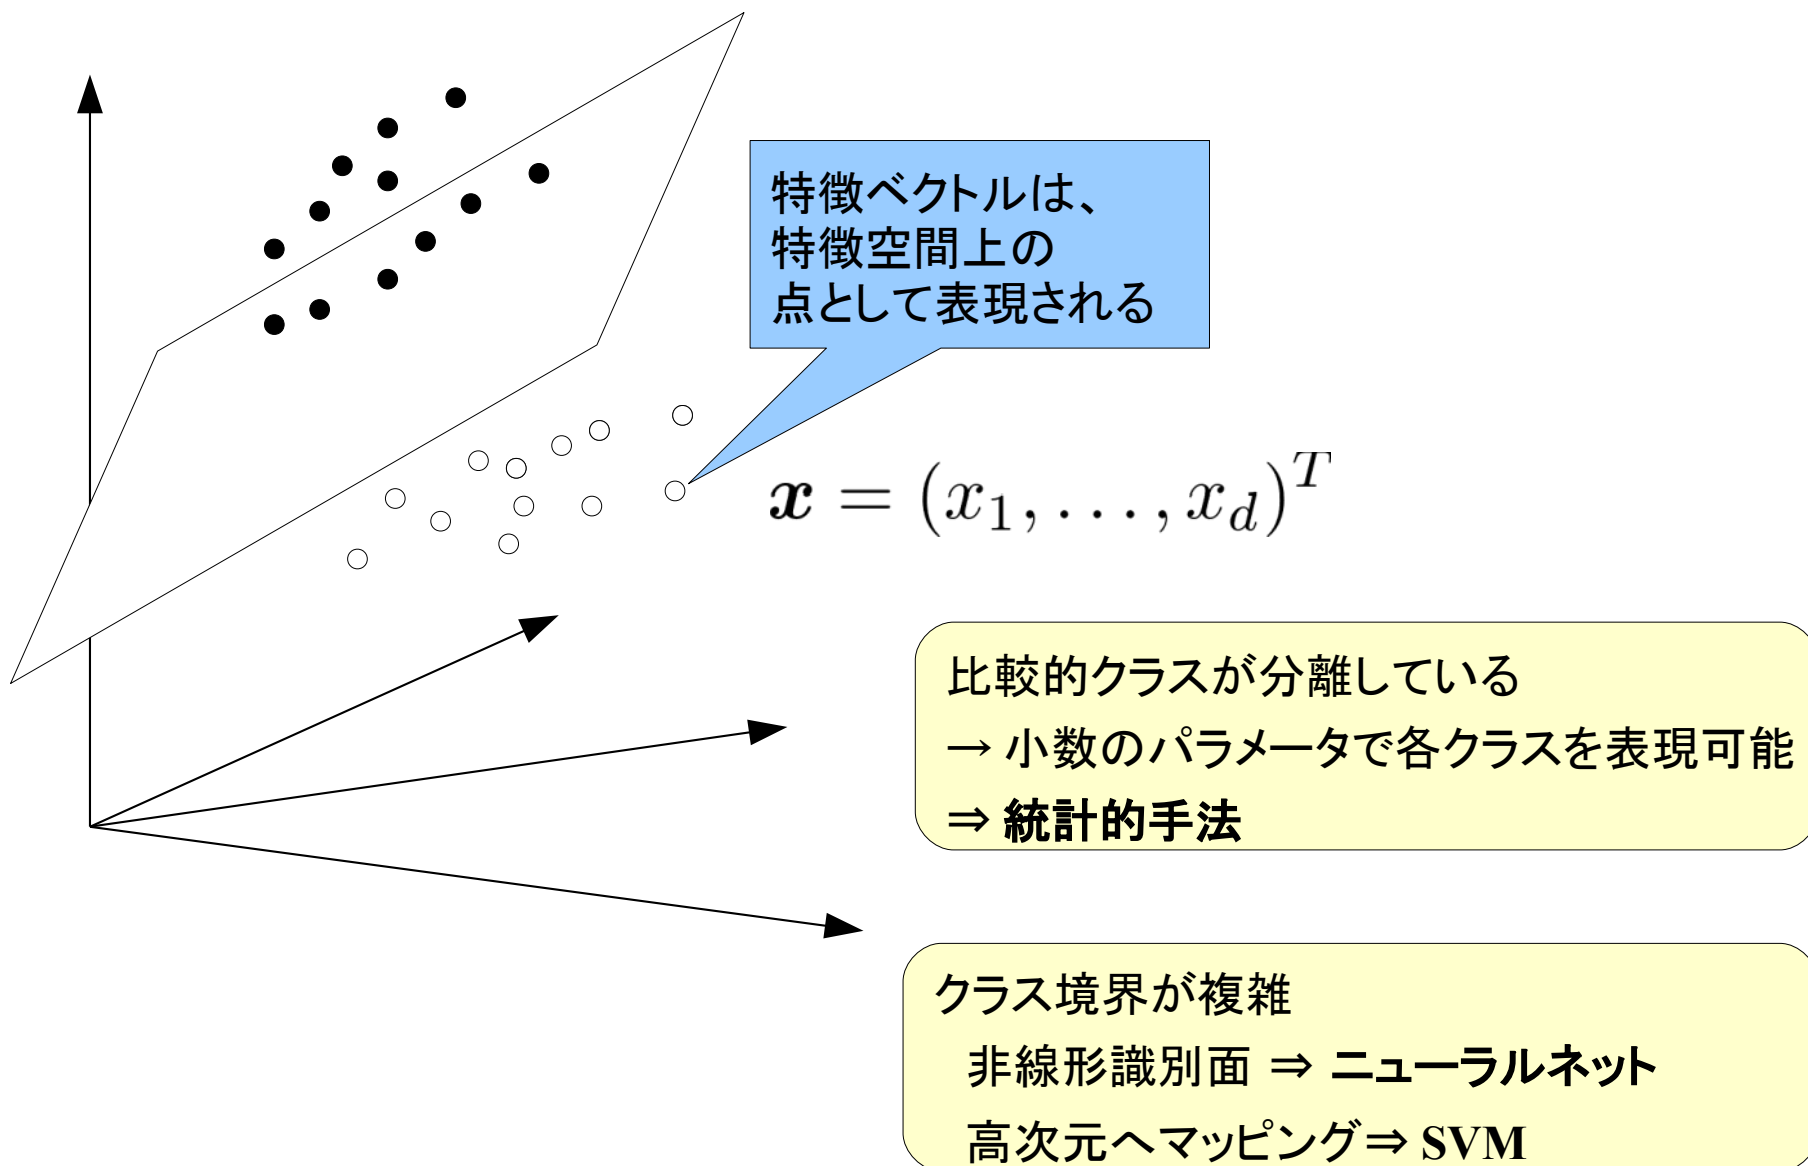 特徴ベクトルは、
特徴空間上の
点として表現される
x = (x_1, . . . , x_d)^T
比較的クラスが分離している
→ 小数のパラメータで各クラスを表現可能
⇒ 統計的手法
クラス境界が複雑
非線形識別面 ⇒ ニューラルネット
高次元へマッピング⇒ SVM